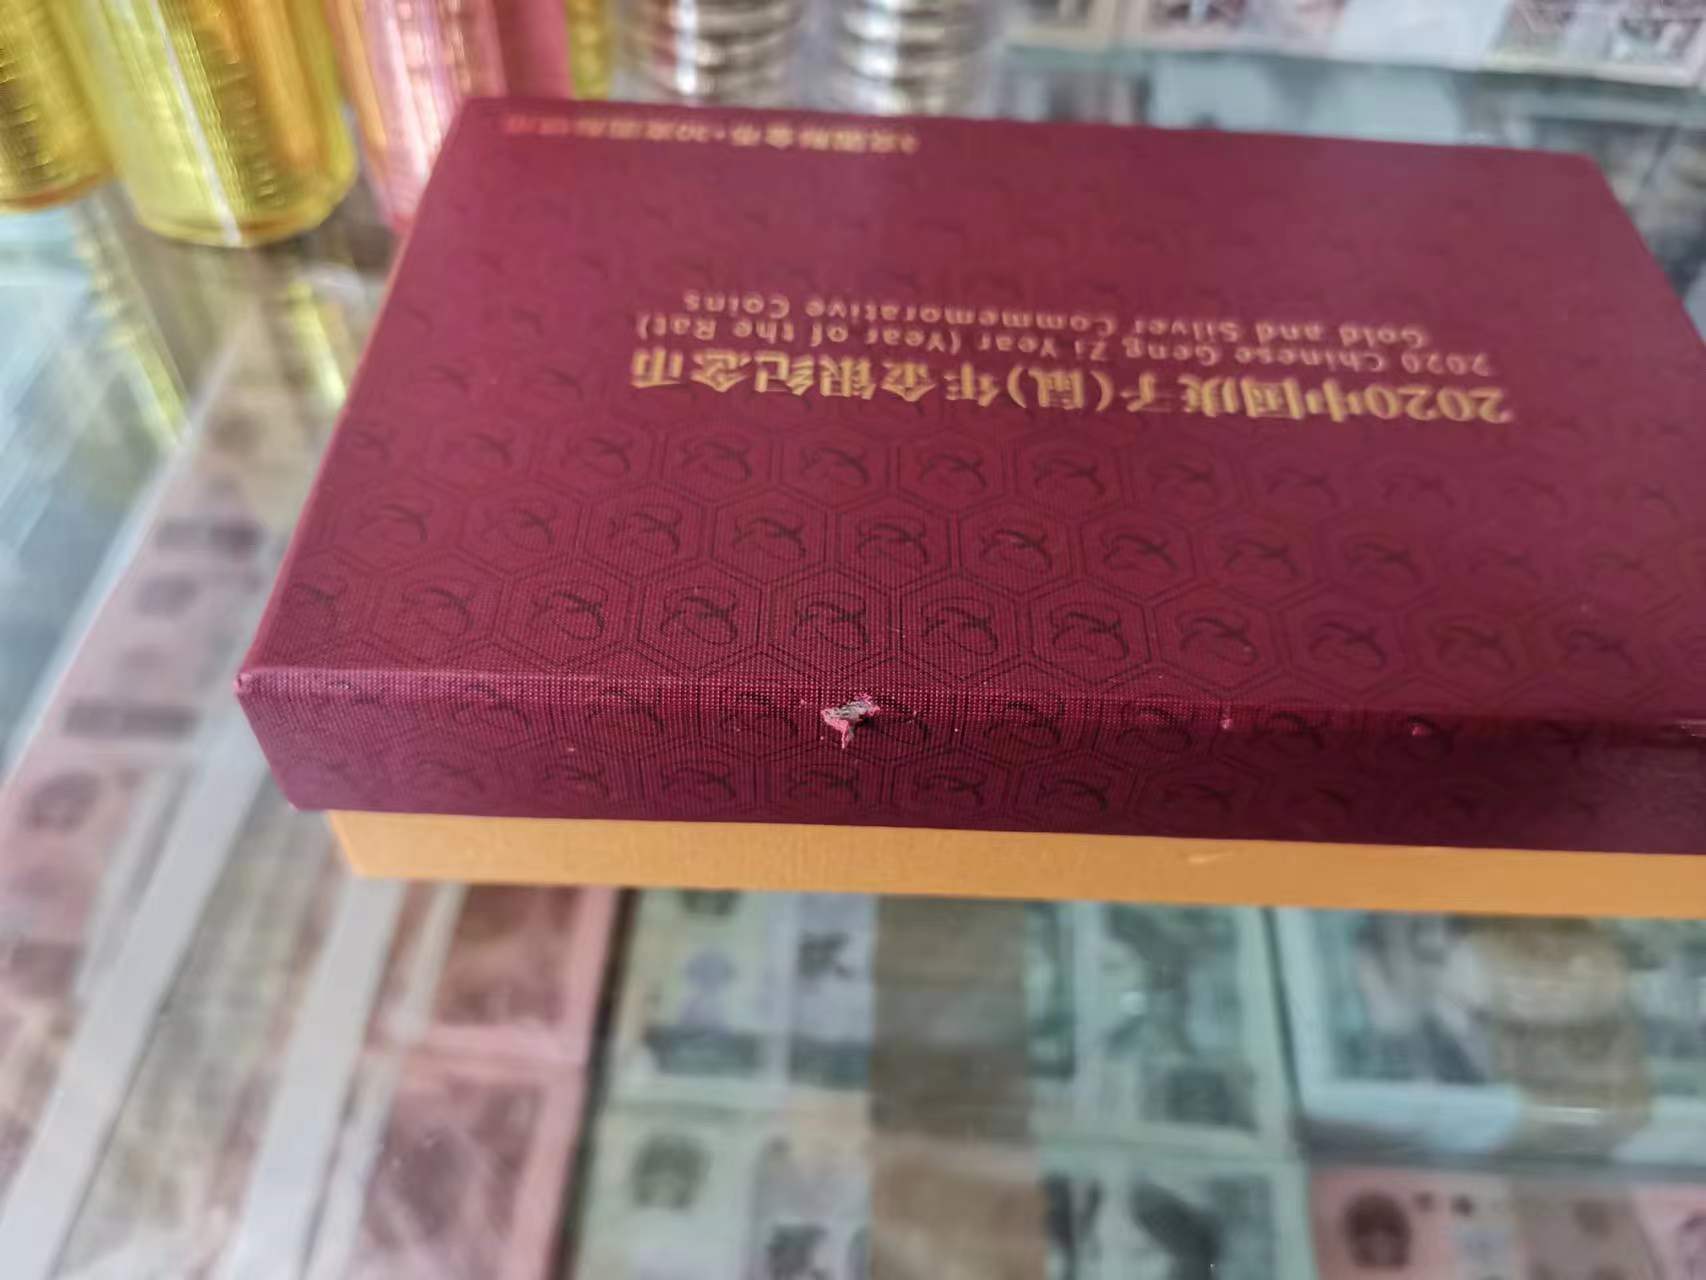 2020中国庚子(鼠)年金银纪念币
2020 Chinese Geng Zi Year (Year of the Rat)
Gold and Silver Commemorative Coins